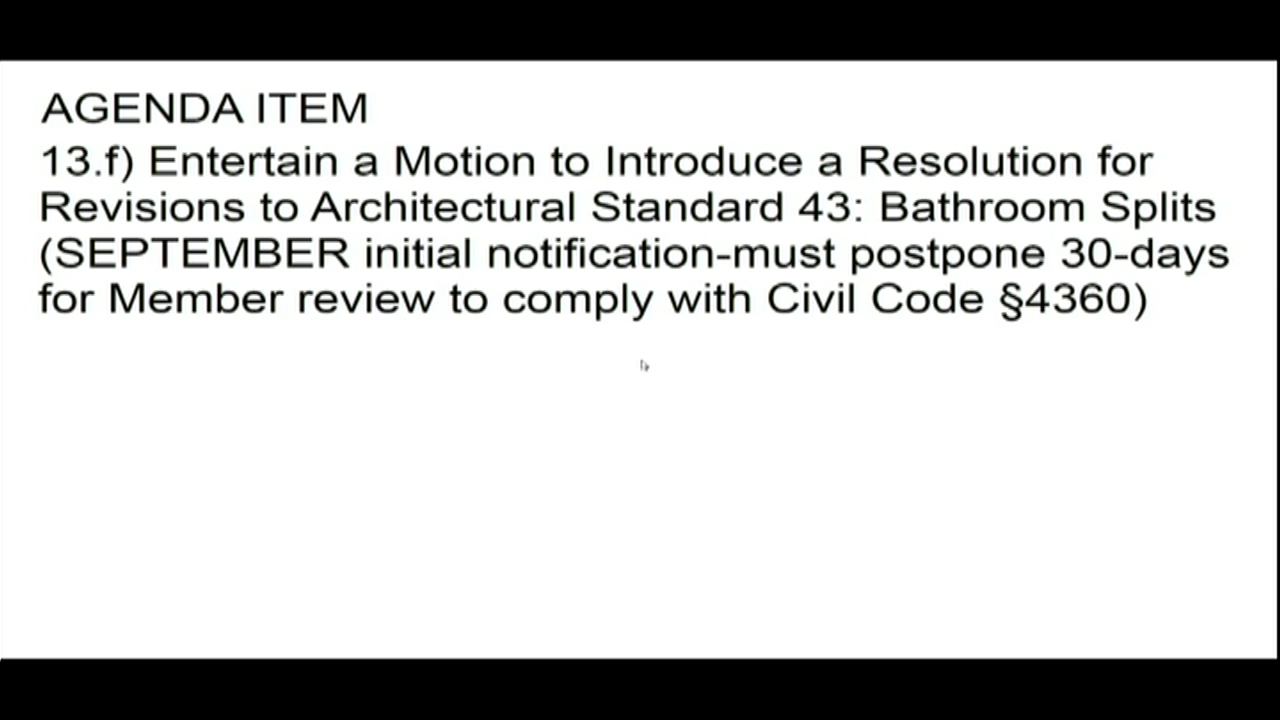 AGENDA ITEM
13.f) Entertain a Motion to Introduce a Resolution for
Revisions to Architectural Standard 43: Bathroom Splits
(SEPTEMBER initial notification-must postpone 30-days
for Member review to comply with Civil Code §4360)